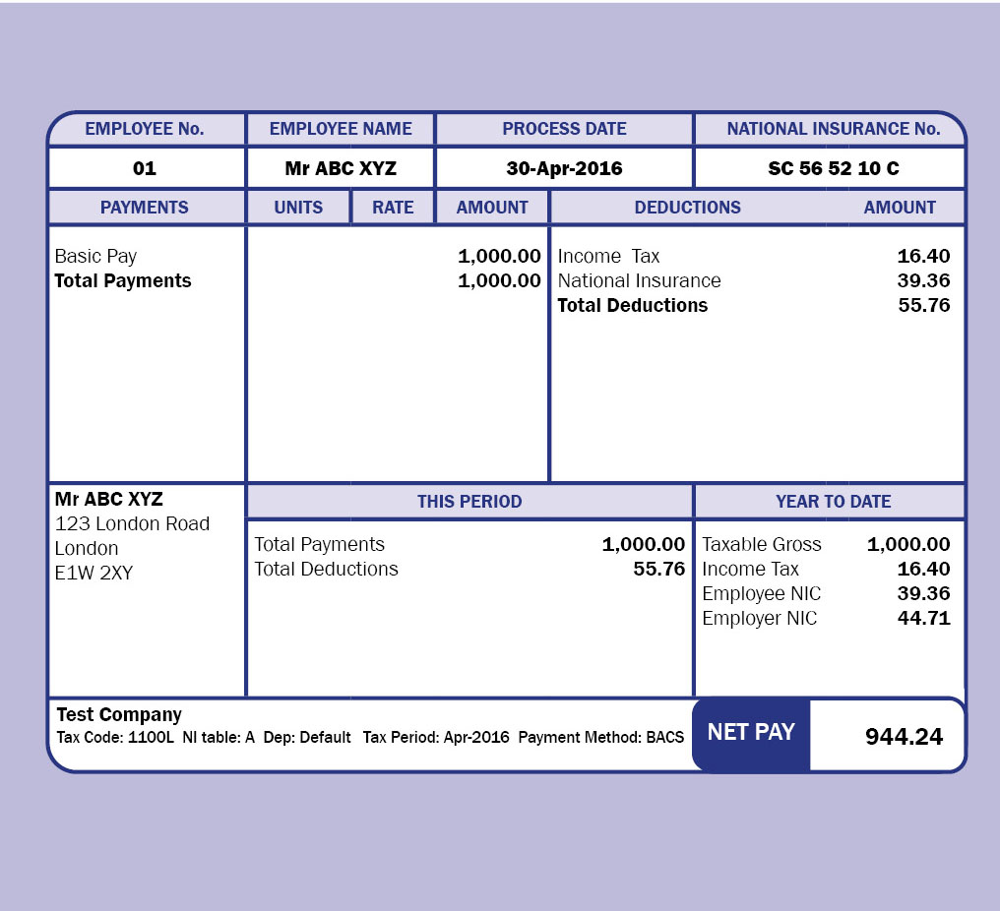 EMPLOYEE No. EMPLOYEE NAME PROCESS DATE NATIONAL INSURANCE No.
01 Mr ABC XYZ 30-Apr-2016 SC 56 52 10 C
PAYMENTS UNITS RATE AMOUNT DEDUCTIONS AMOUNT
Basic Pay 1,000.00 Income Tax 16.40
Total Payments 1,000.00 National Insurance 39.36
Total Deductions 55.76
Mr ABC XYZ
123 London Road
London
E1W 2XY
THIS PERIOD
Total Payments 1,000.00
Total Deductions 55.76
YEAR TO DATE
Taxable Gross 1,000.00
Income Tax 16.40
Employee NIC 39.36
Employer NIC 44.71
Test Company
Tax Code: 1100L NI table: A Dep: Default Tax Period: Apr-2016 Payment Method: BACS
NET PAY 944.24